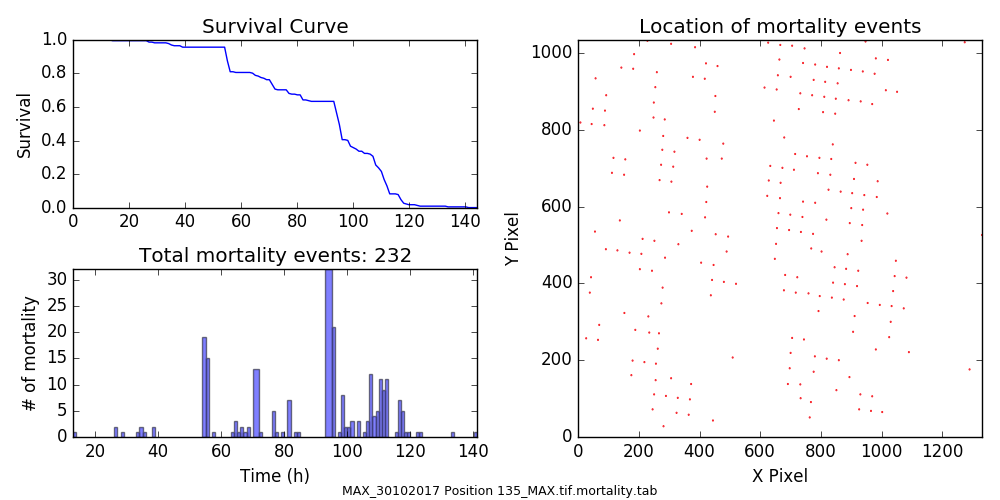 Survival Curve
1.0
0.8
0.6
0.4
0.2
0.0
Survival
0 20 40 60 80 100 120 140
Total mortality events: 232
30
25
20
15
10
5
0
# of mortality
20 40 60 80 100 120 140
Time (h)
Location of mortality events
1000
800
600
400
200
0
Y Pixel
0 200 400 600 800 1000 1200
X Pixel
MAX_30102017 Position 135_MAX.tif.mortality.tab